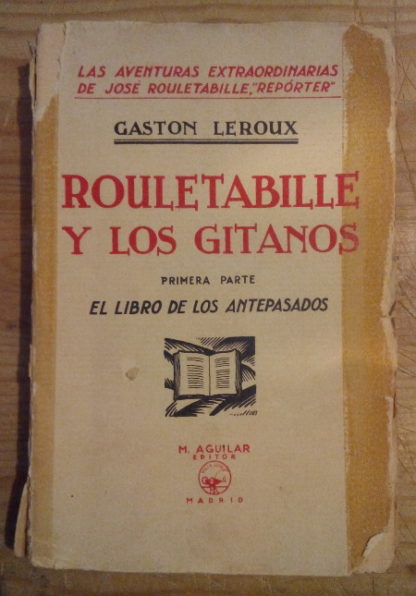 LAS AVENTURAS EXTRAORDINARIAS
DE JOSÉ ROULETABILLE, "REPÓRTER"
GASTON LEROUX
ROULETABILLE
Y LOS GITANOS
PRIMERA PARTE
EL LIBRO DE LOS ANTEPASADOS
M. AGUILAR
EDITOR
MADRID